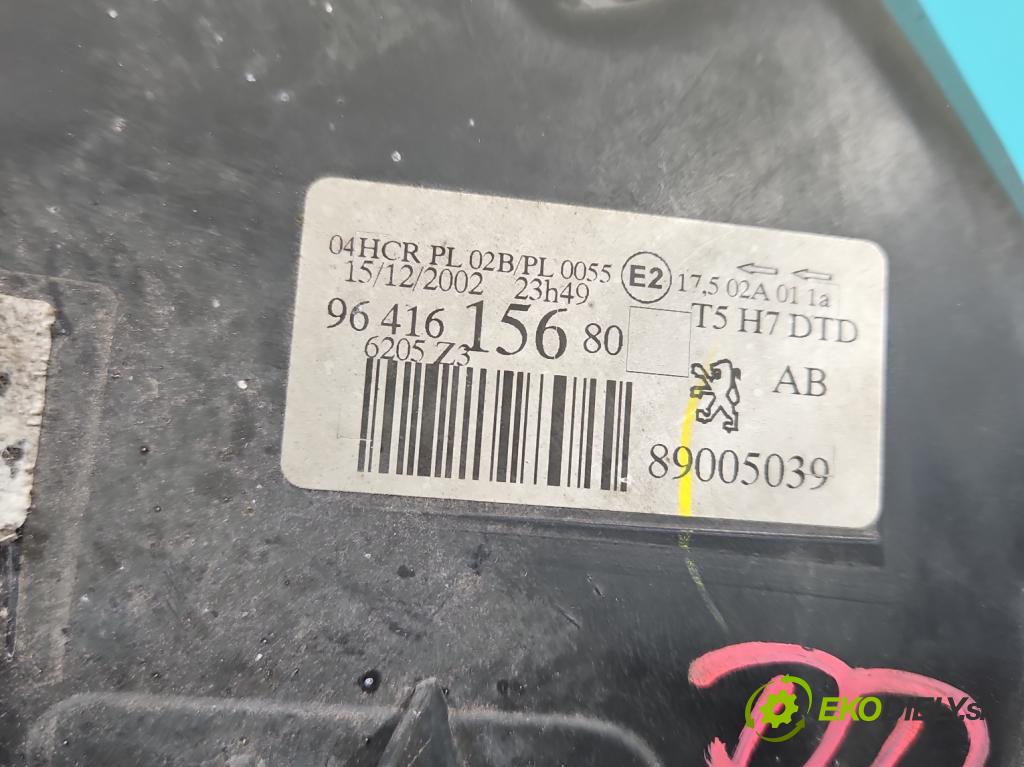 04HCR PL 02B/PL 0055 E2 17,5 02A 01 1a
15/12/2002 23h49 T5 H7 DTD
96 416 156 80
6205 Z3 AB
89005039
EKODIELY.s